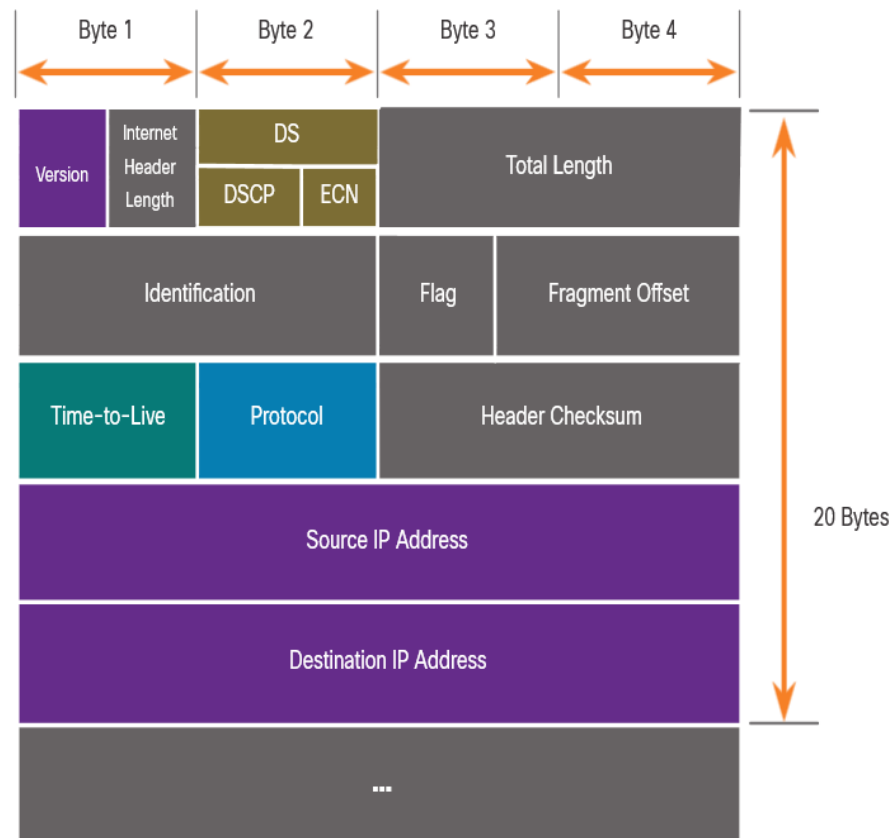 Byte 1 Byte 2 Byte 3 Byte 4
Version
Internet
Header
Length
DS
DSCP ECN
Total Length
Identification Flag Fragment Offset
Time-to-Live Protocol Header Checksum
Source IP Address
20 Bytes
Destination IP Address
...